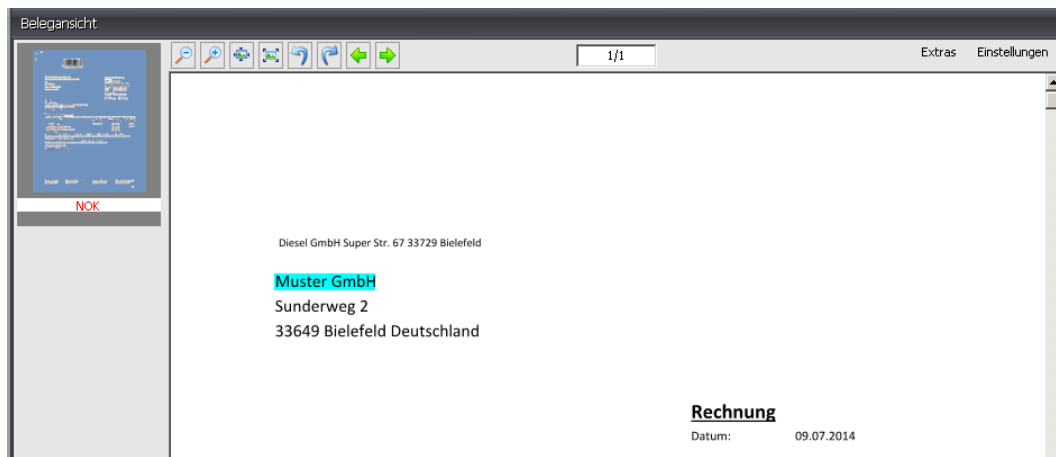 Belegansicht
1/1
Extras Einstellungen
NOK
Diesel GmbH Super Str. 67 33729 Bielefeld
Muster GmbH
Sunderweg 2
33649 Bielefeld Deutschland
Rechnung
Datum: 09.07.2014